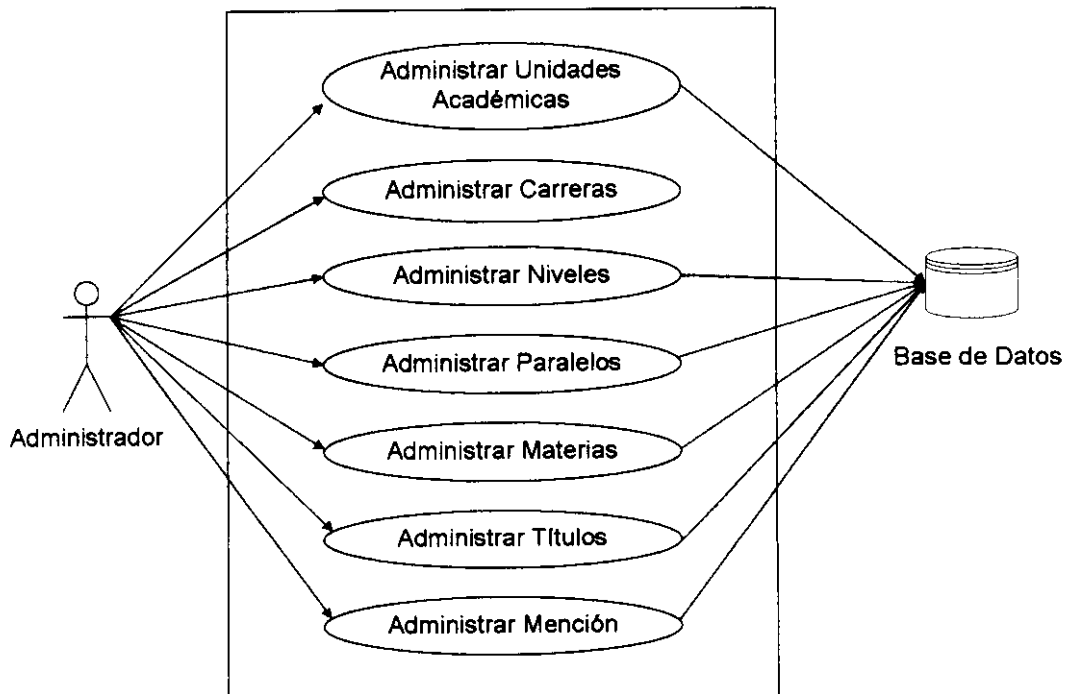 Administrar Unidades
Académicas
Administrar Carreras
Administrar Niveles
Administrar Paralelos
Base de Datos
Administrador
Administrar Materias
Administrar Títulos
Administrar Mención